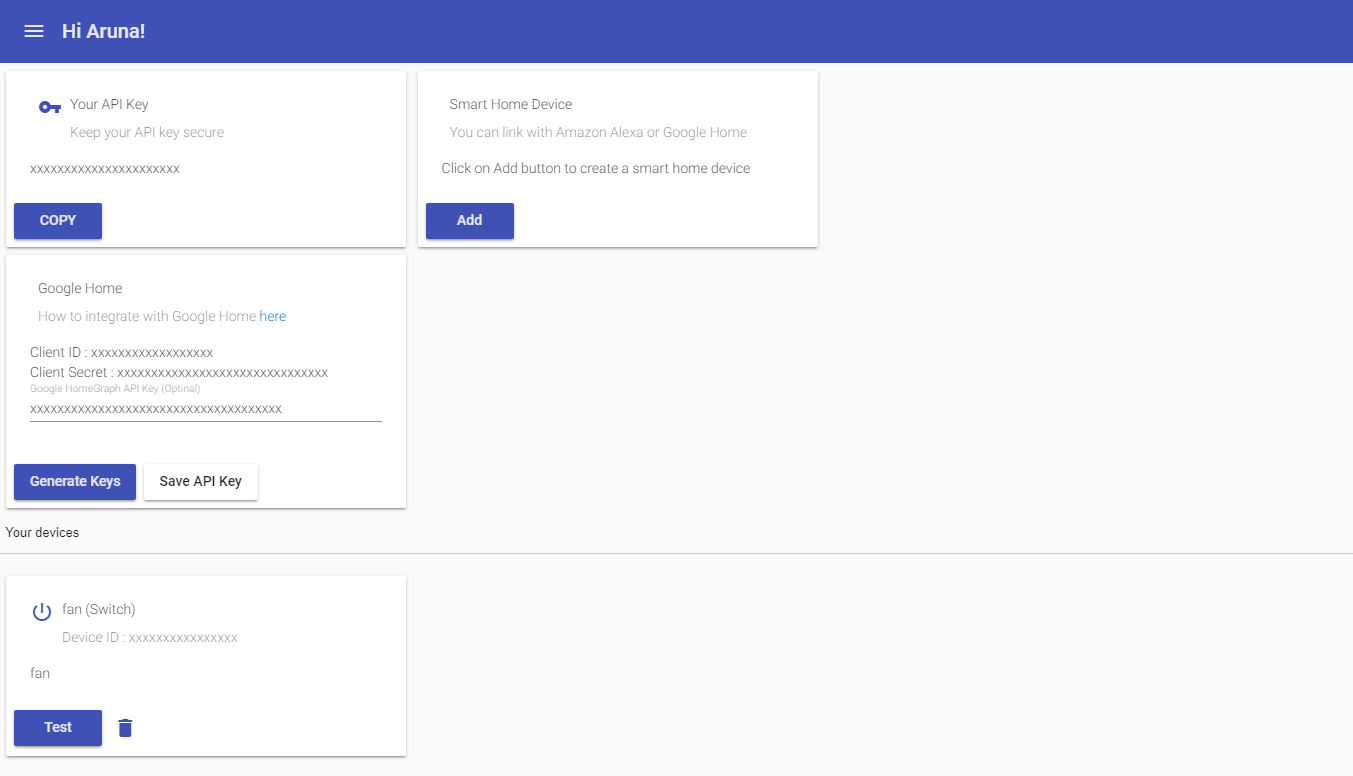 Hi Aruna!
Your API Key
Keep your API key secure
xxxxxxxxxxxxxxxxxxxxxx
COPY
Smart Home Device
You can link with Amazon Alexa or Google Home
Click on Add button to create a smart home device
Add
Google Home
How to integrate with Google Home here
Client ID : xxxxxxxxxxxxxxxxxx
Client Secret : xxxxxxxxxxxxxxxxxxxxxxxxxxxxxxx
Google HomeGraph API Key (Optinal)
xxxxxxxxxxxxxxxxxxxxxxxxxxxxxxxxxxxxx
Generate Keys
Save API Key
Your devices
fan (Switch)
Device ID : xxxxxxxxxxxxxxxx
fan
Test